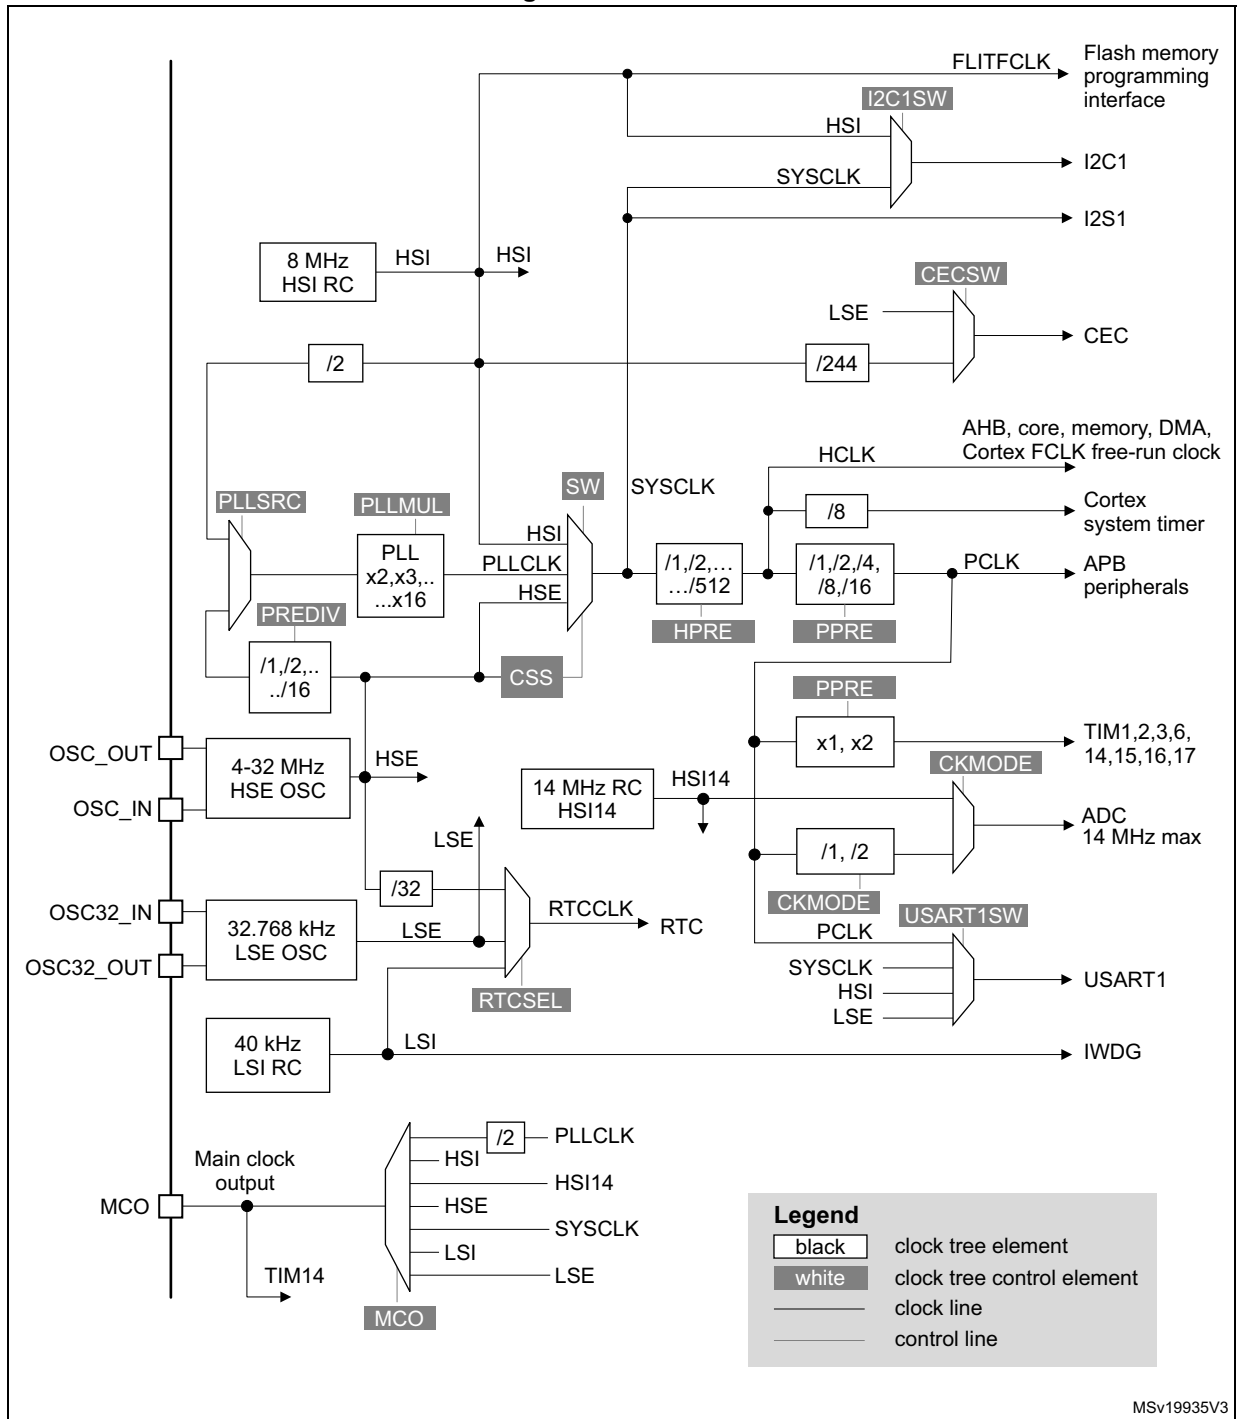 FLITFCLK
Flash memory
programming
interface
I2C1SW
HSI
I2C1
SYSCLK
I2S1
8 MHz
HSI RC
HSI
HSI
CECSW
LSE
CEC
/2
/244
AHB, core, memory, DMA,
Cortex FCLK free-run clock
HCLK
SW
SYSCLK
PLLSRC
PLLMUL
/8
Cortex
system timer
HSI
PLL
x2,x3,..
...x16
PLLCLK
HSE
/1,/2,...
.../512
/1,/2,/4,
/8,/16
PCLK
APB
peripherals
PREDIV
HPRE
PPRE
/1,/2,..
../16
CSS
PPRE
x1, x2
TIM1,2,3,6,
14,15,16,17
OSC_OUT
OSC_IN
4-32 MHz
HSE OSC
HSE
14 MHz RC
HSI14
HSI14
CKMODE
ADC
14 MHz max
LSE
/1, /2
/32
CKMODE
OSC32_IN
OSC32_OUT
32.768 kHz
LSE OSC
LSE
RTCCLK
RTC
USART1SW
PCLK
SYSCLK
HSI
LSE
USART1
RTCSEL
40 kHz
LSI RC
LSI
IWDG
/2
PLLCLK
HSI
HSI14
HSE
SYSCLK
LSI
LSE
Main clock
output
MCO
TIM14
MCO
Legend
black
clock tree element
white
clock tree control element
clock line
control line
MSv19935V3